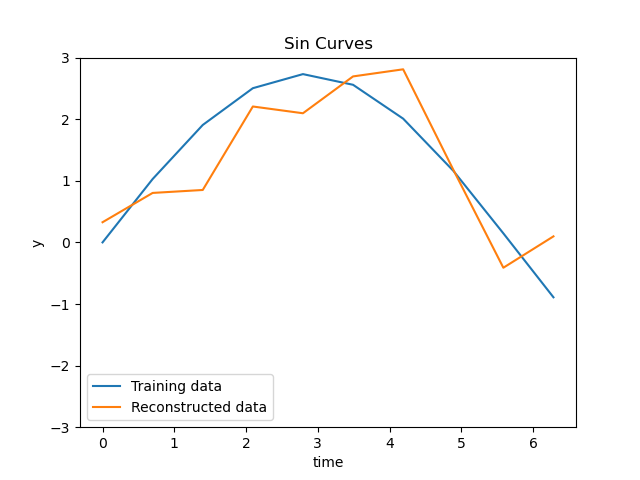 Sin Curves
3
2
1
0
−1
−2
−3
y
Training data
Reconstructed data
0 1 2 3 4 5 6
time